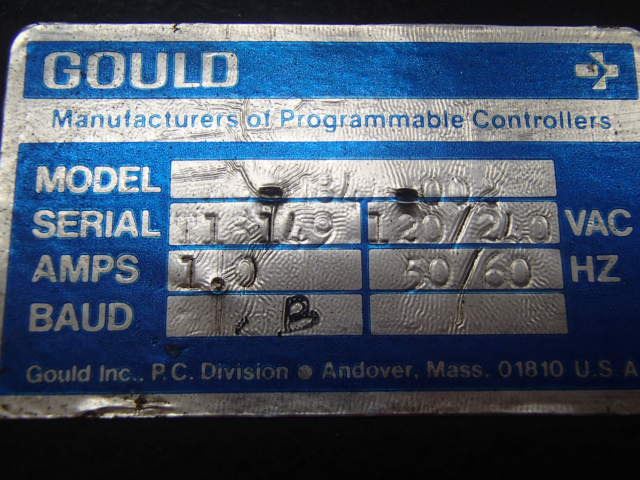 GOULD
Manufacturers of Programmable Controllers
MODEL
SERIAL 120/240 VAC
AMPS 1.0 50/60 HZ
BAUD B
Gould Inc., P.C. Division • Andover, Mass. 01810 U.S.A